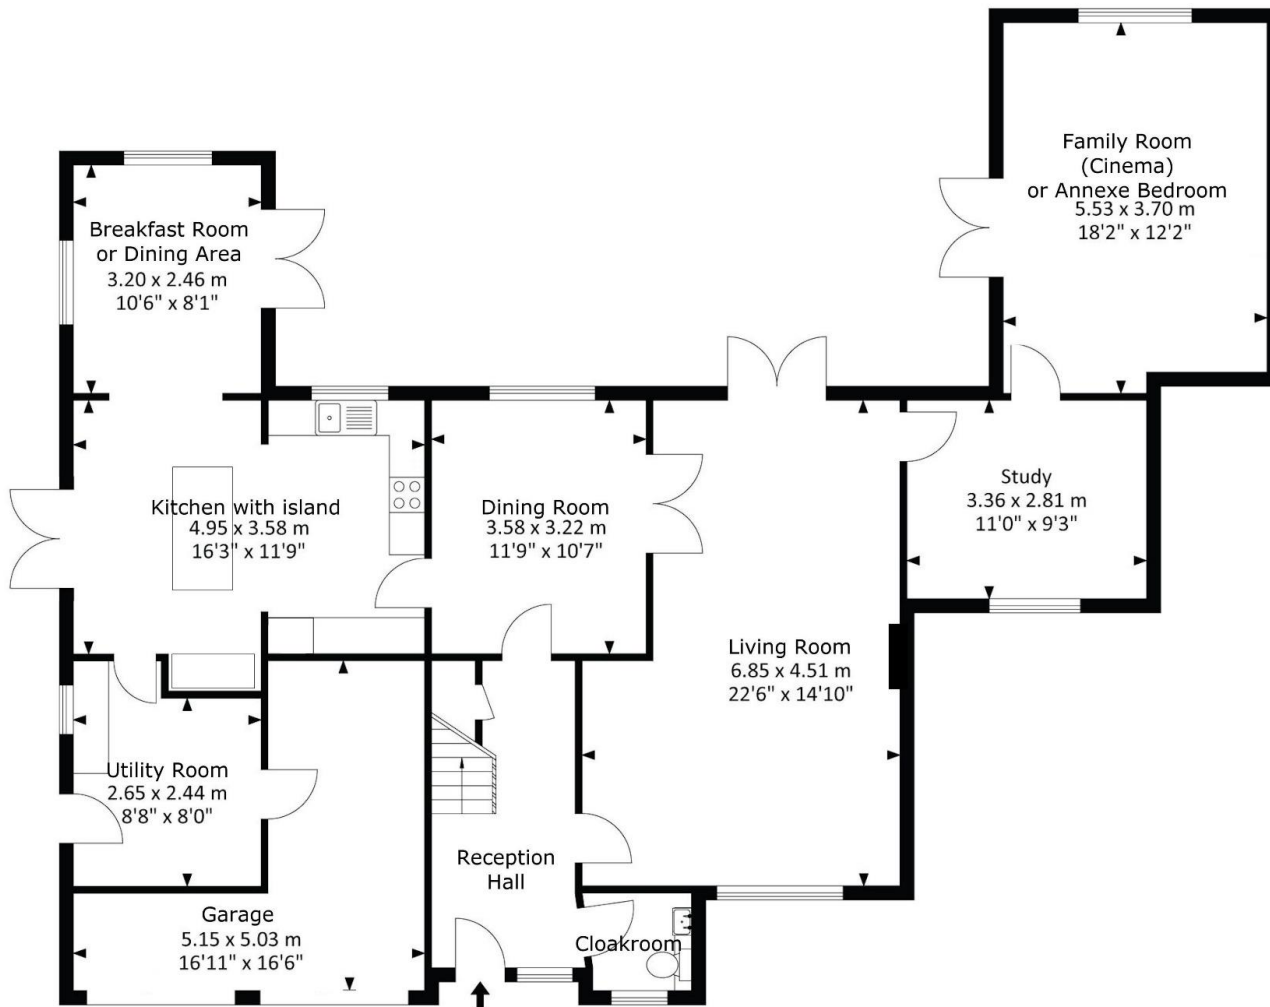 Family Room
(Cinema)
or Annexe Bedroom
5.53 x 3.70 m
18'2" x 12'2"
Breakfast Room
or Dining Area
3.20 x 2.46 m
10'6" x 8'1"
Kitchen with island
4.95 x 3.58 m
16'3" x 11'9"
Dining Room
3.58 x 3.22 m
11'9" x 10'7"
Study
3.36 x 2.81 m
11'0" x 9'3"
Living Room
6.85 x 4.51 m
22'6" x 14'10"
Utility Room
2.65 x 2.44 m
8'8" x 8'0"
Reception
Hall
Garage
5.15 x 5.03 m
16'11" x 16'6"
Cloakroom